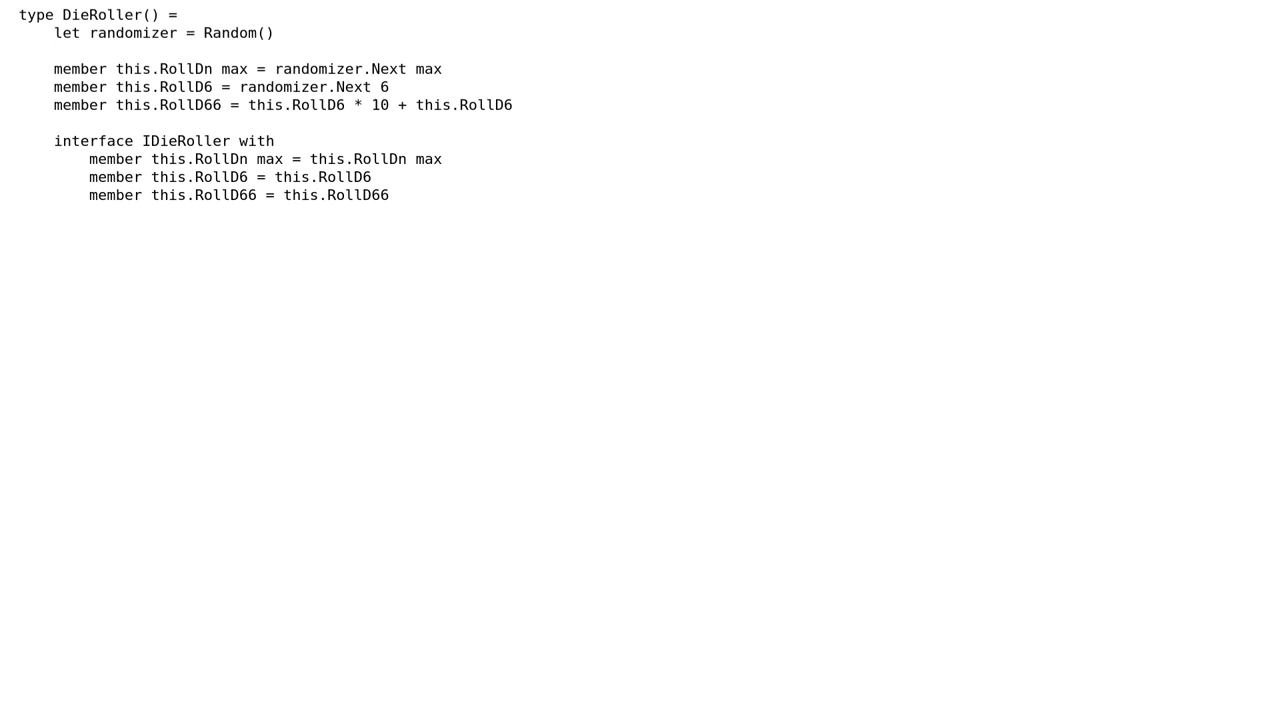 type DieRoller() =
    let randomizer = Random()

    member this.RollDn max = randomizer.Next max
    member this.RollD6 = randomizer.Next 6
    member this.RollD66 = this.RollD6 * 10 + this.RollD6

    interface IDieRoller with
        member this.RollDn max = this.RollDn max
        member this.RollD6 = this.RollD6
        member this.RollD66 = this.RollD66